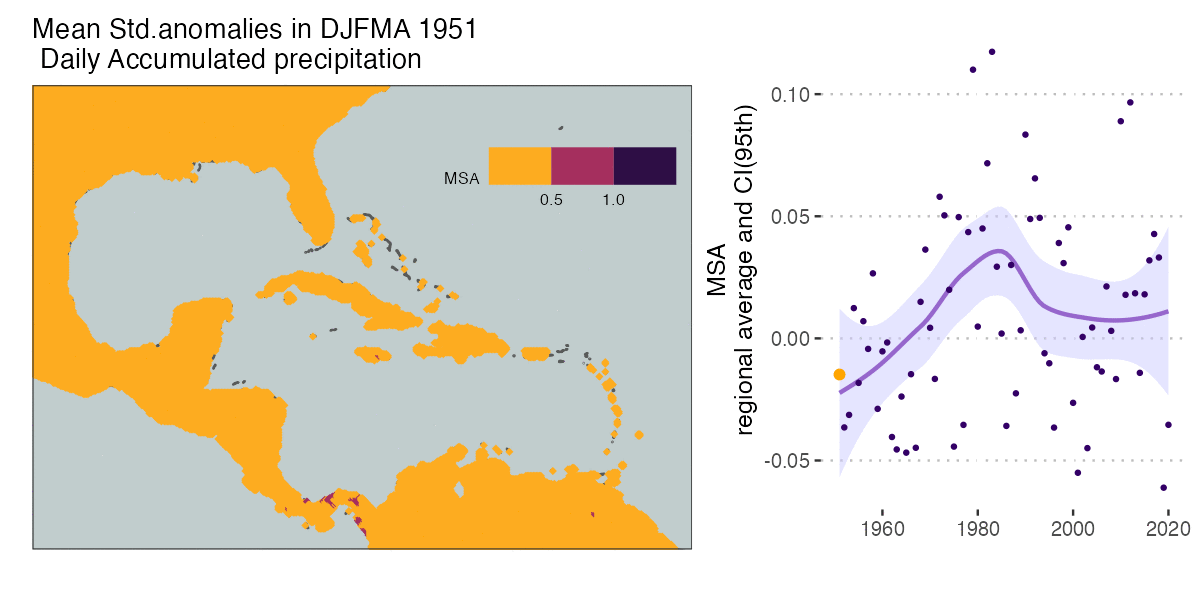 Mean Std.anomalies in DJFMA 1951
Daily Accumulated precipitation
MSA
0.5 1.0
MSA
regional average and CI(95th)
0.10
0.05
0.00
-0.05
1960 1980 2000 2020